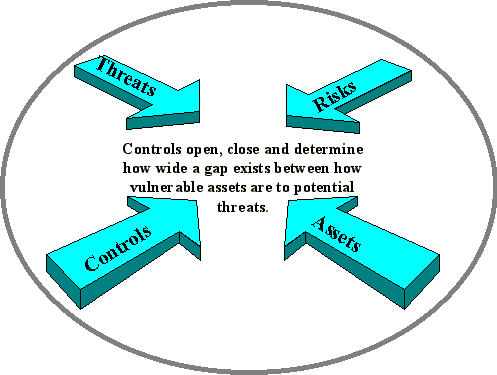 Threats
Risks
Controls open, close and determine
how wide a gap exists between how
vulnerable assets are to potential
threats.
Controls
Assets